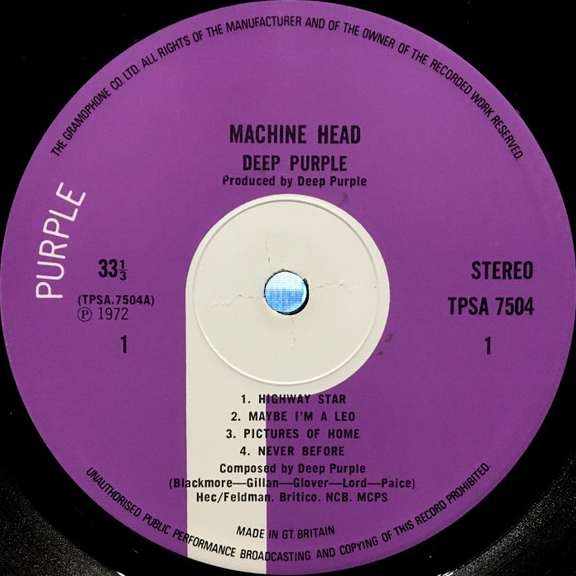 THE GRAMOPHONE CO. LTD. ALL RIGHTS OF THE MANUFACTURER AND OF THE OWNER OF THE RECORDED WORK RESERVED.
MACHINE HEAD
DEEP PURPLE
Produced by Deep Purple
PURPLE
33⅓
(TPSA.7504A)
Ⓟ 1972
1
STEREO
TPSA 7504
1
1. HIGHWAY STAR
2. MAYBE I'M A LEO
3. PICTURES OF HOME
4. NEVER BEFORE
Composed by Deep Purple
(Blackmore—Gillan—Glover—Lord—Paice)
Hec/Feldman. Britico. NCB. MCPS
MADE IN GT. BRITAIN
UNAUTHORISED PUBLIC PERFORMANCE BROADCASTING AND COPYING OF THIS RECORD PROHIBITED.